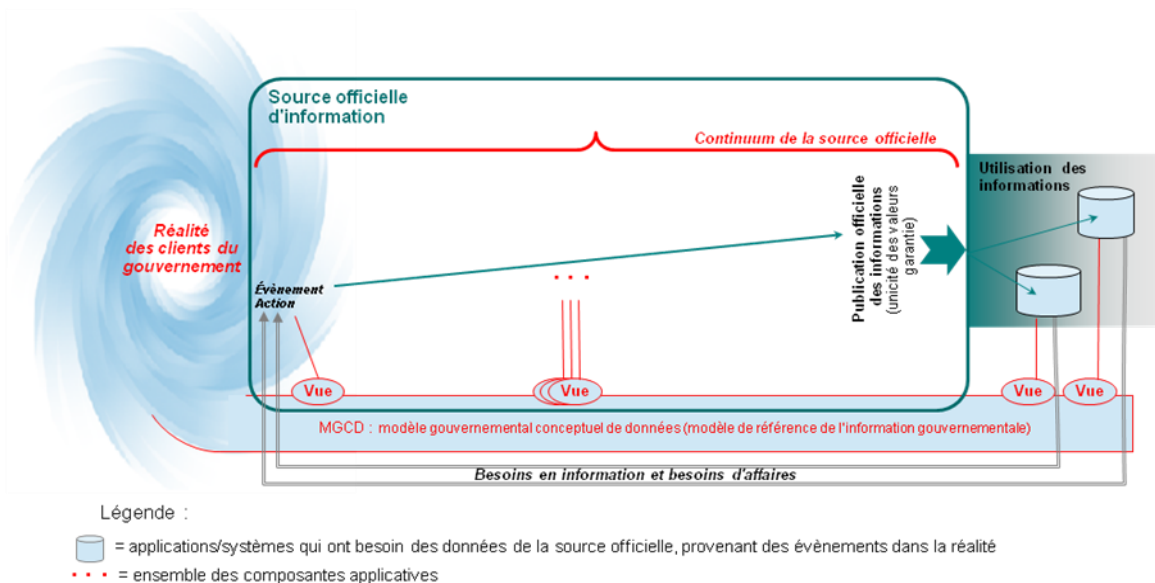 Source officielle
d'information
Continuum de la source officielle
Utilisation des
informations
Réalité
des clients du
gouvernement
Évènement
Action
Publication officielle
des informations
(unicité des valeurs
garantie)
Vue
Vue
Vue
Vue
MGCD : modèle gouvernemental conceptuel de données (modèle de référence de l'information gouvernementale)
Besoins en information et besoins d'affaires
Légende :
= applications/systèmes qui ont besoin des données de la source officielle, provenant des évènements dans la réalité
= ensemble des composantes applicatives